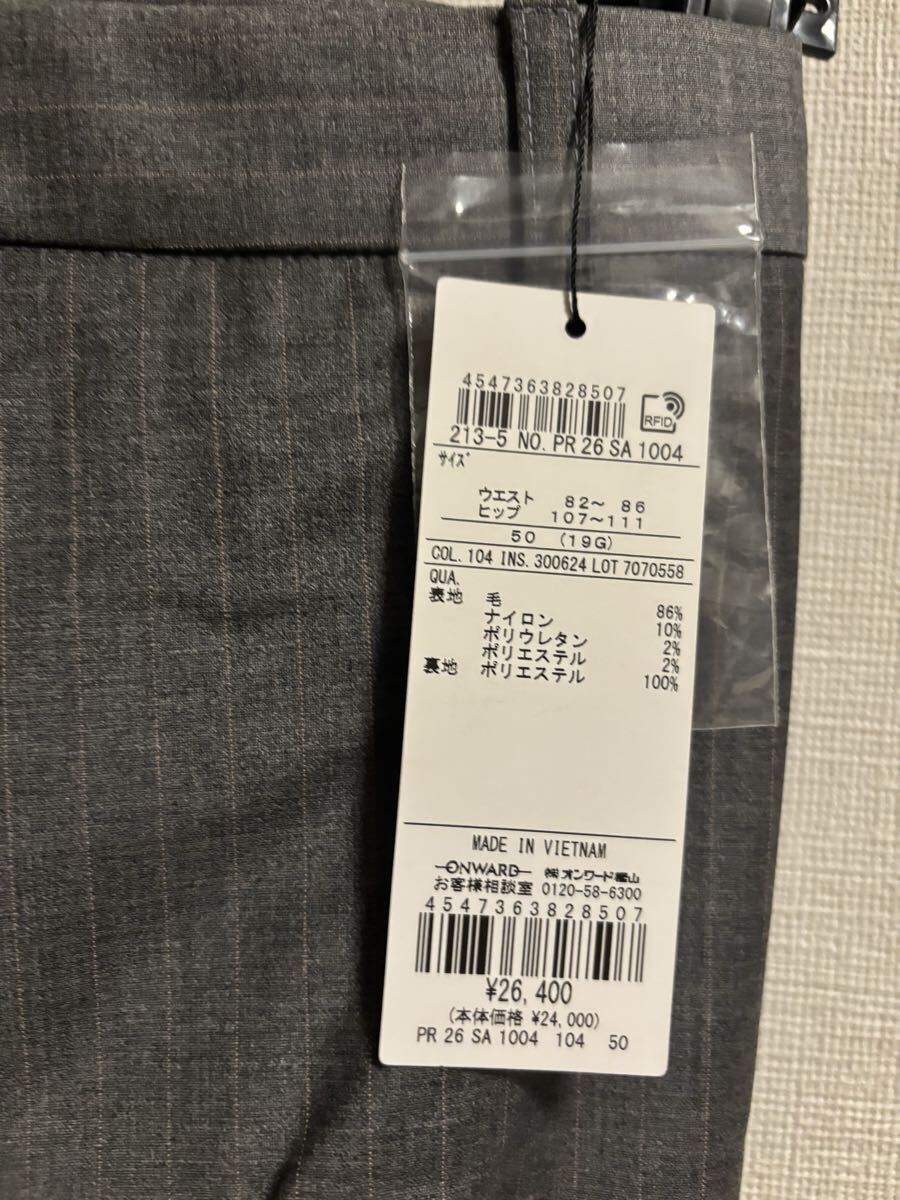 4547363828507
RFID
213-5 NO. PR 26 SA 1004
サイズ
ウエスト 82～ 86
ヒップ 107～111
50 (19G)
COL. 104 INS. 300624 LOT 7070558
QUA.
表地 毛 86%
ナイロン 10%
ポリウレタン 2%
ポリエステル 2%
裏地 ポリエステル 100%
MADE IN VIETNAM
ONWARD ㈱オンワード樫山
お客様相談室 0120-58-6300
4547363828507
¥26,400
(本体価格 ¥24,000)
PR 26 SA 1004 104 50